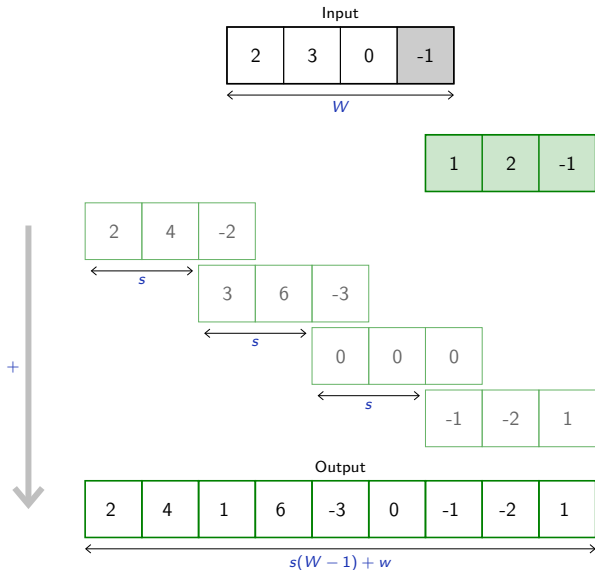 Input
2 3 0 -1
W
1 2 -1
2 4 -2
s
3 6 -3
s
0 0 0
s
+
-1 -2 1
Output
2 4 1 6 -3 0 -1 -2 1
s(W − 1) + w